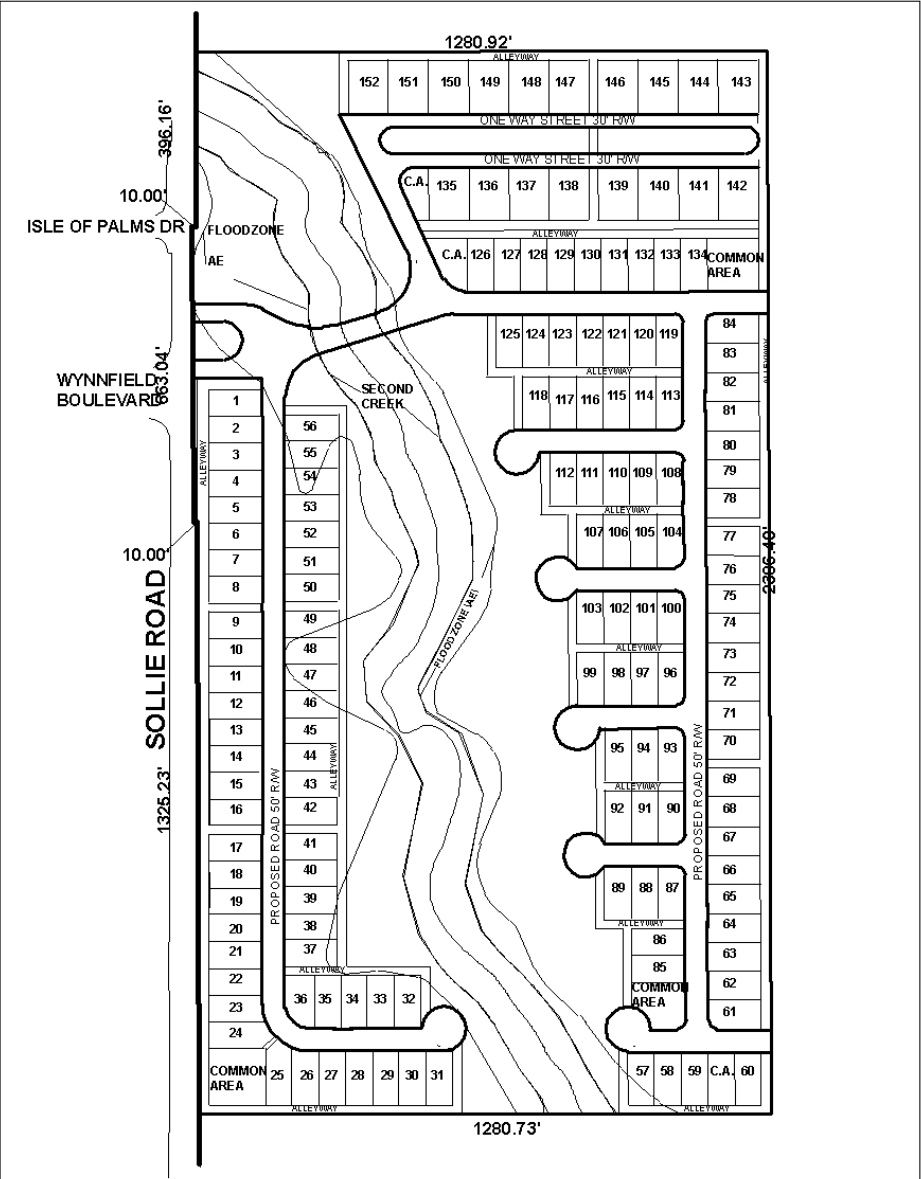 1280.92'
ALLEYWAY
152 151 150 149 148 147 146 145 144 143
ONE WAY STREET 30' R/W
ONE WAY STREET 30' R/W
396.16'
C.A. 135 136 137 138 139 140 141 142
10.00'
ISLE OF PALMS DR
FLOODZONE
AE
ALLEYWAY
C.A. 126 127 128 129 130 131 132 133 134 COMMON
AREA
125 124 123 122 121 120 119
ALLEYWAY
118 117 116 115 114 113
84
83
82
81
80
79
78
77
76
75
74
73
72
71
70
69
68
67
66
65
64
63
62
61
ALLEYWAY
WYNNFIELD
BOULEVARD
663.04'
SECOND
CREEK
1
2
3
4
5
6
7
8
9
10
11
12
13
14
15
16
17
18
19
20
21
22
23
24
ALLEYWAY
56
55
54
53
52
51
50
49
48
47
46
45
44
43
42
41
40
39
38
37
ALLEYWAY
112 111 110 109 108
ALLEYWAY
107 106 105 104
103 102 101 100
ALLEYWAY
99 98 97 96
95 94 93
ALLEYWAY
92 91 90
89 88 87
ALLEYWAY
86
85
COMMON
AREA
10.00'
SOLLIE ROAD
1325.23'
FLOODZONE (AE)
PROPOSED ROAD 50' R/W
PROPOSED ROAD 50' R/W
ALLEYWAY
36 35 34 33 32
COMMON
AREA
25 26 27 28 29 30 31
ALLEYWAY
57 58 59 C.A. 60
ALLEYWAY
1280.73'